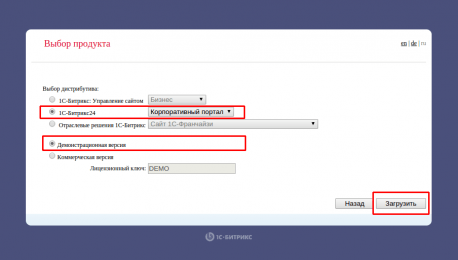 Выбор продукта
en | de | ru
Выбор дистрибутива:
1С-Битрикс: Управление сайтом Бизнес
1С-Битрикс24 Корпоративный портал
Отраслевые решения 1С-Битрикс Сайт 1С-Франчайзи
Демонстрационная версия
Коммерческая версия
Лицензионный ключ: DEMO
Назад Загрузить
1С-БИТРИКС